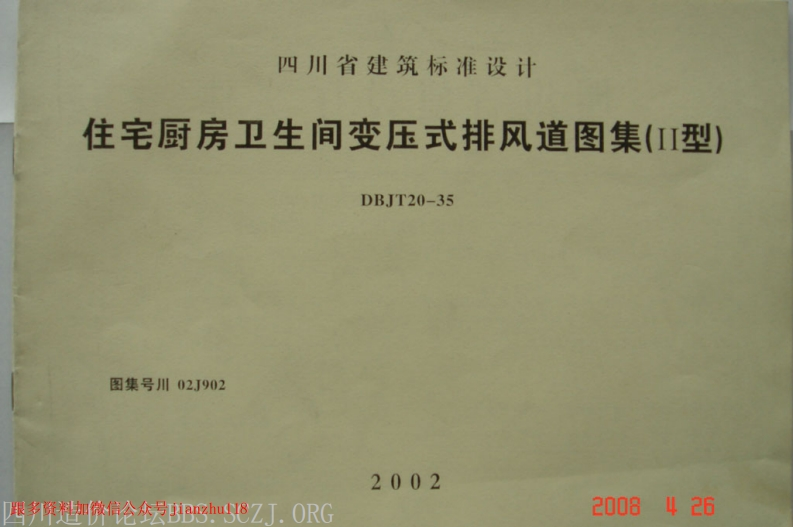 四川省建筑标准设计
住宅厨房卫生间变压式排风道图集(II型)
DBJT20-35
图集号川 02J902
2002
跟多资料加微信公众号jianzhu118
四川造价论坛BBS.SCZJ.ORG
2008 4 26